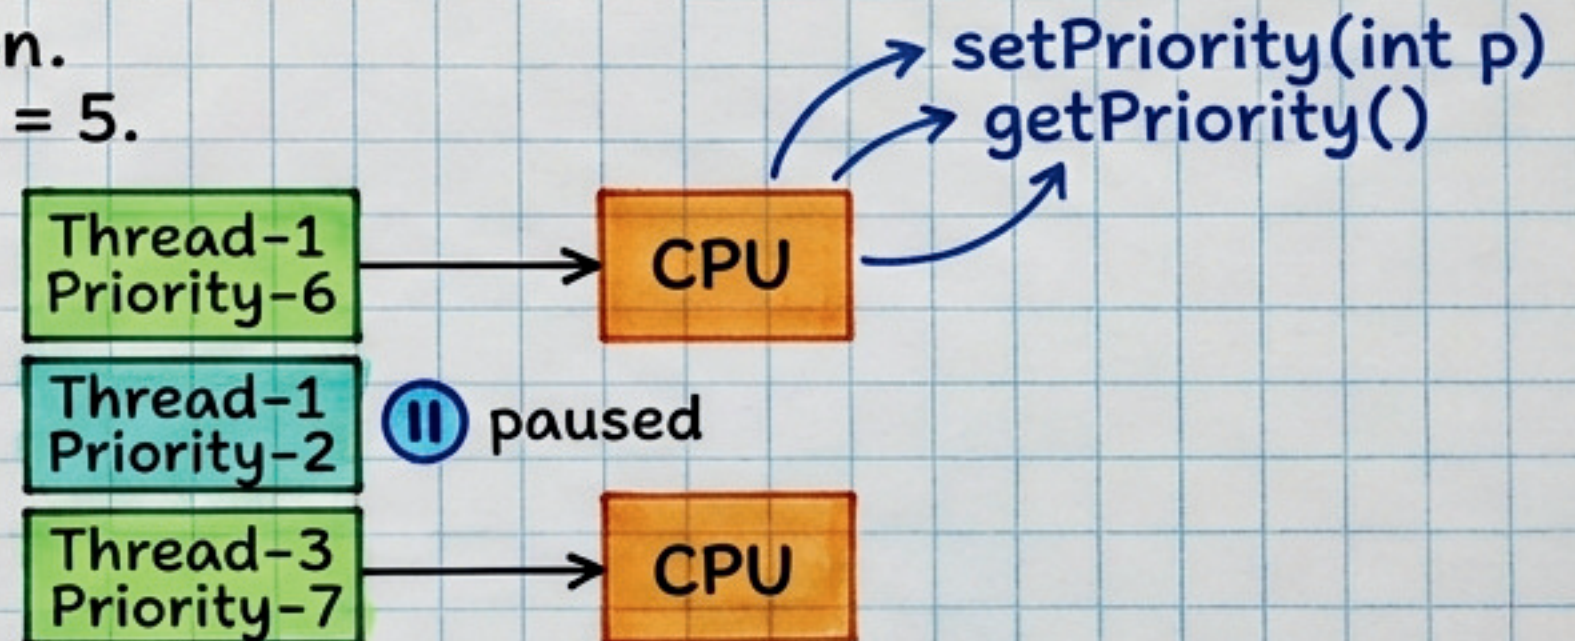 n.
= 5.
setPriority(int p)
getPriority()
Thread-1
Priority-6
CPU
Thread-1
Priority-2
paused
Thread-3
Priority-7
CPU